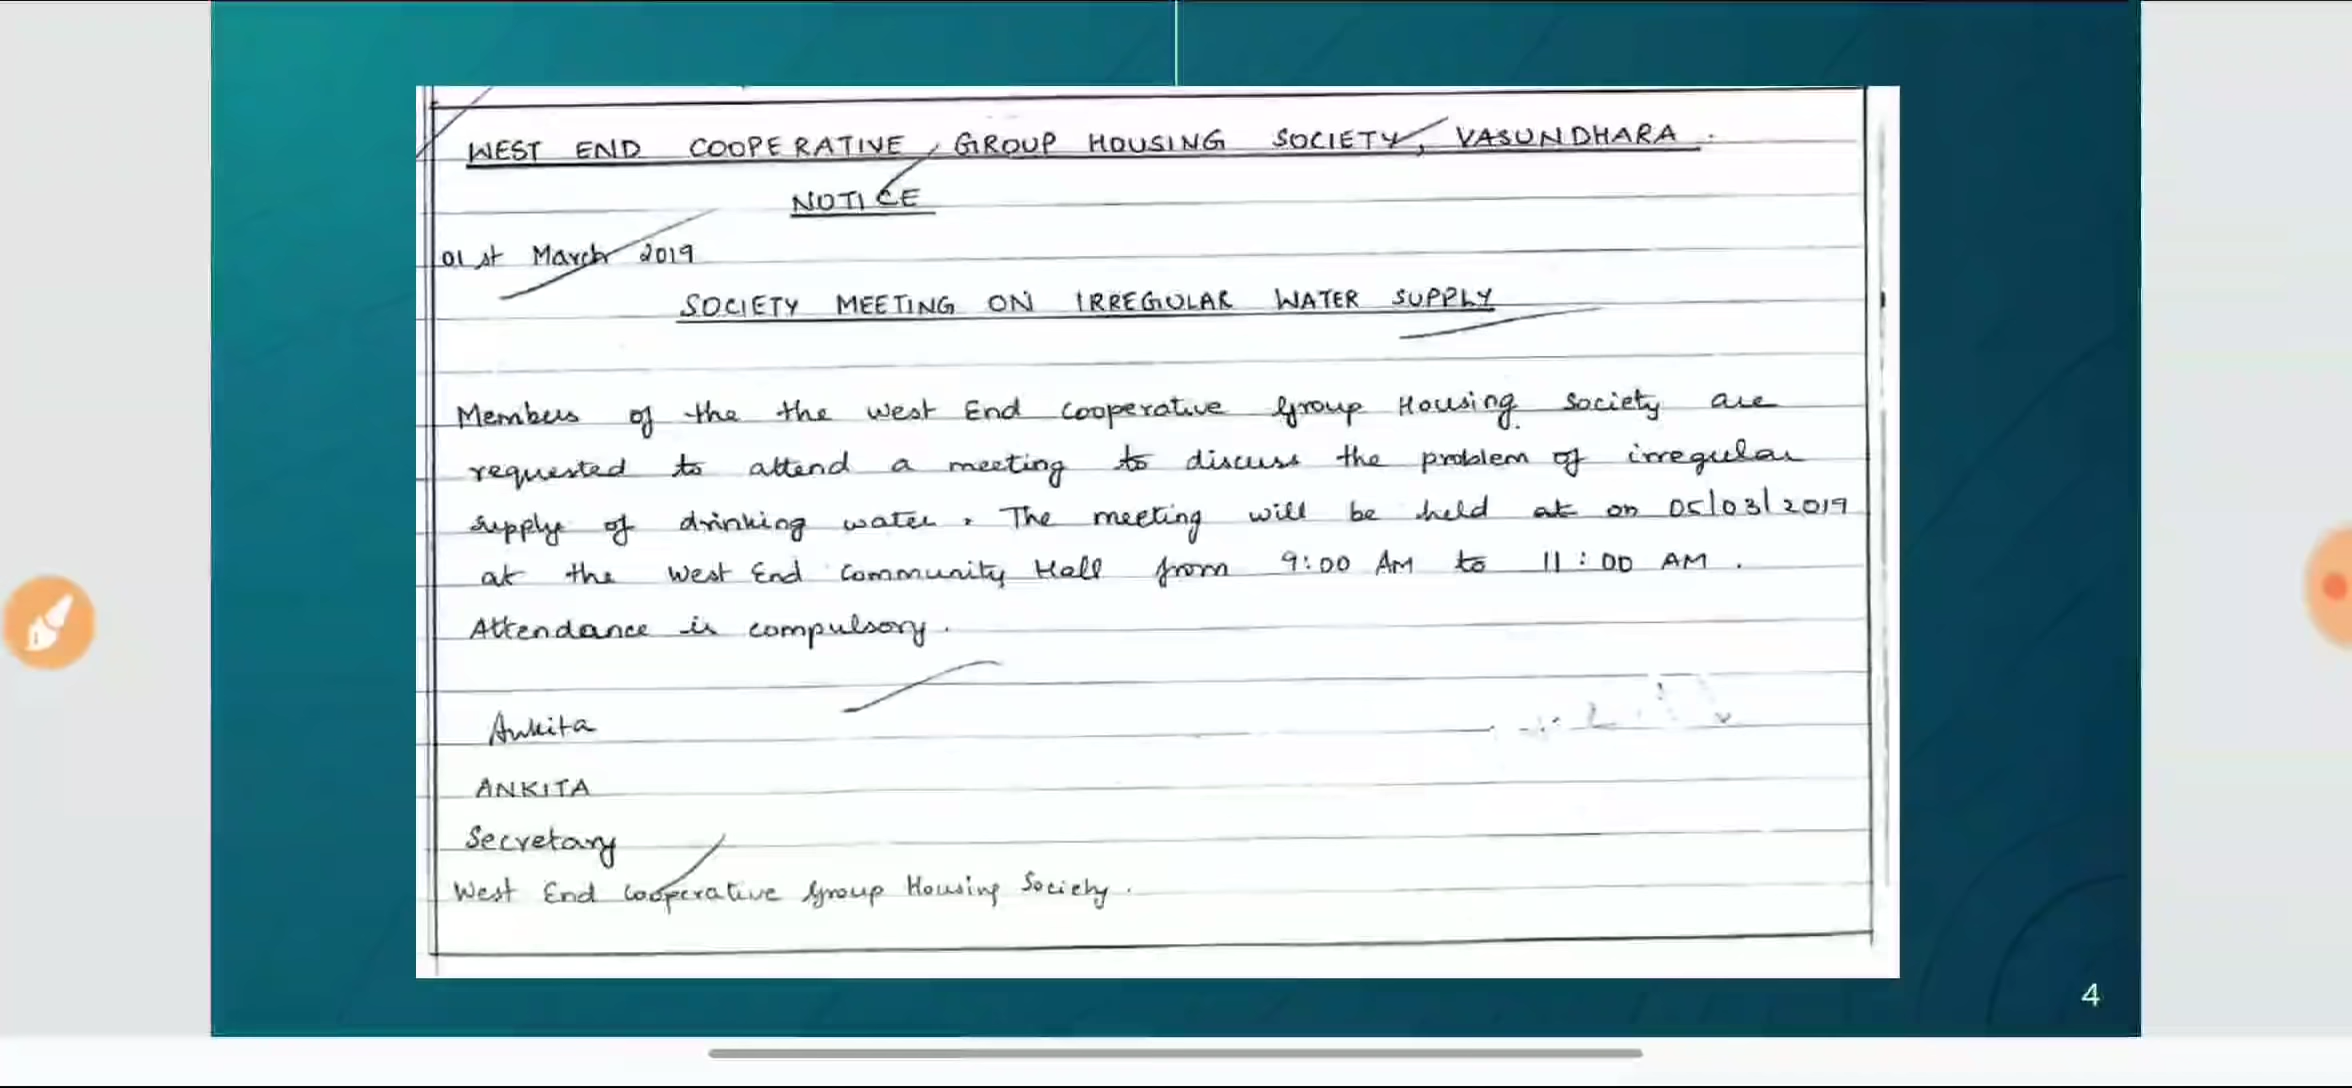 WEST END COOPERATIVE GROUP HOUSING SOCIETY, VASUNDHARA.
NOTICE
01st March 2019
SOCIETY MEETING ON IRREGULAR WATER SUPPLY
Members of the the West End Cooperative Group Housing Society are
requested to attend a meeting to discuss the problem of irregular
supply of drinking water. The meeting will be held at on 05/03/2019
at the West End Community Hall from 9:00 AM to 11:00 AM.
Attendance is compulsory.
Ankita
ANKITA
Secretary
West End Cooperative Group Housing Society.
4